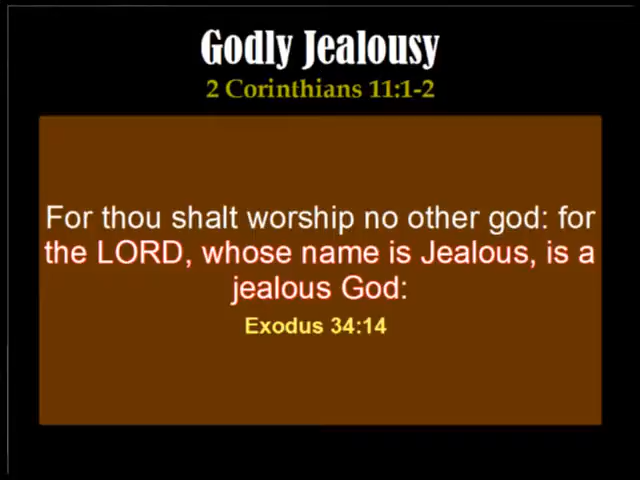 Godly Jealousy
2 Corinthians 11:1-2
For thou shalt worship no other god: for
the LORD, whose name is Jealous, is a
jealous God:
Exodus 34:14